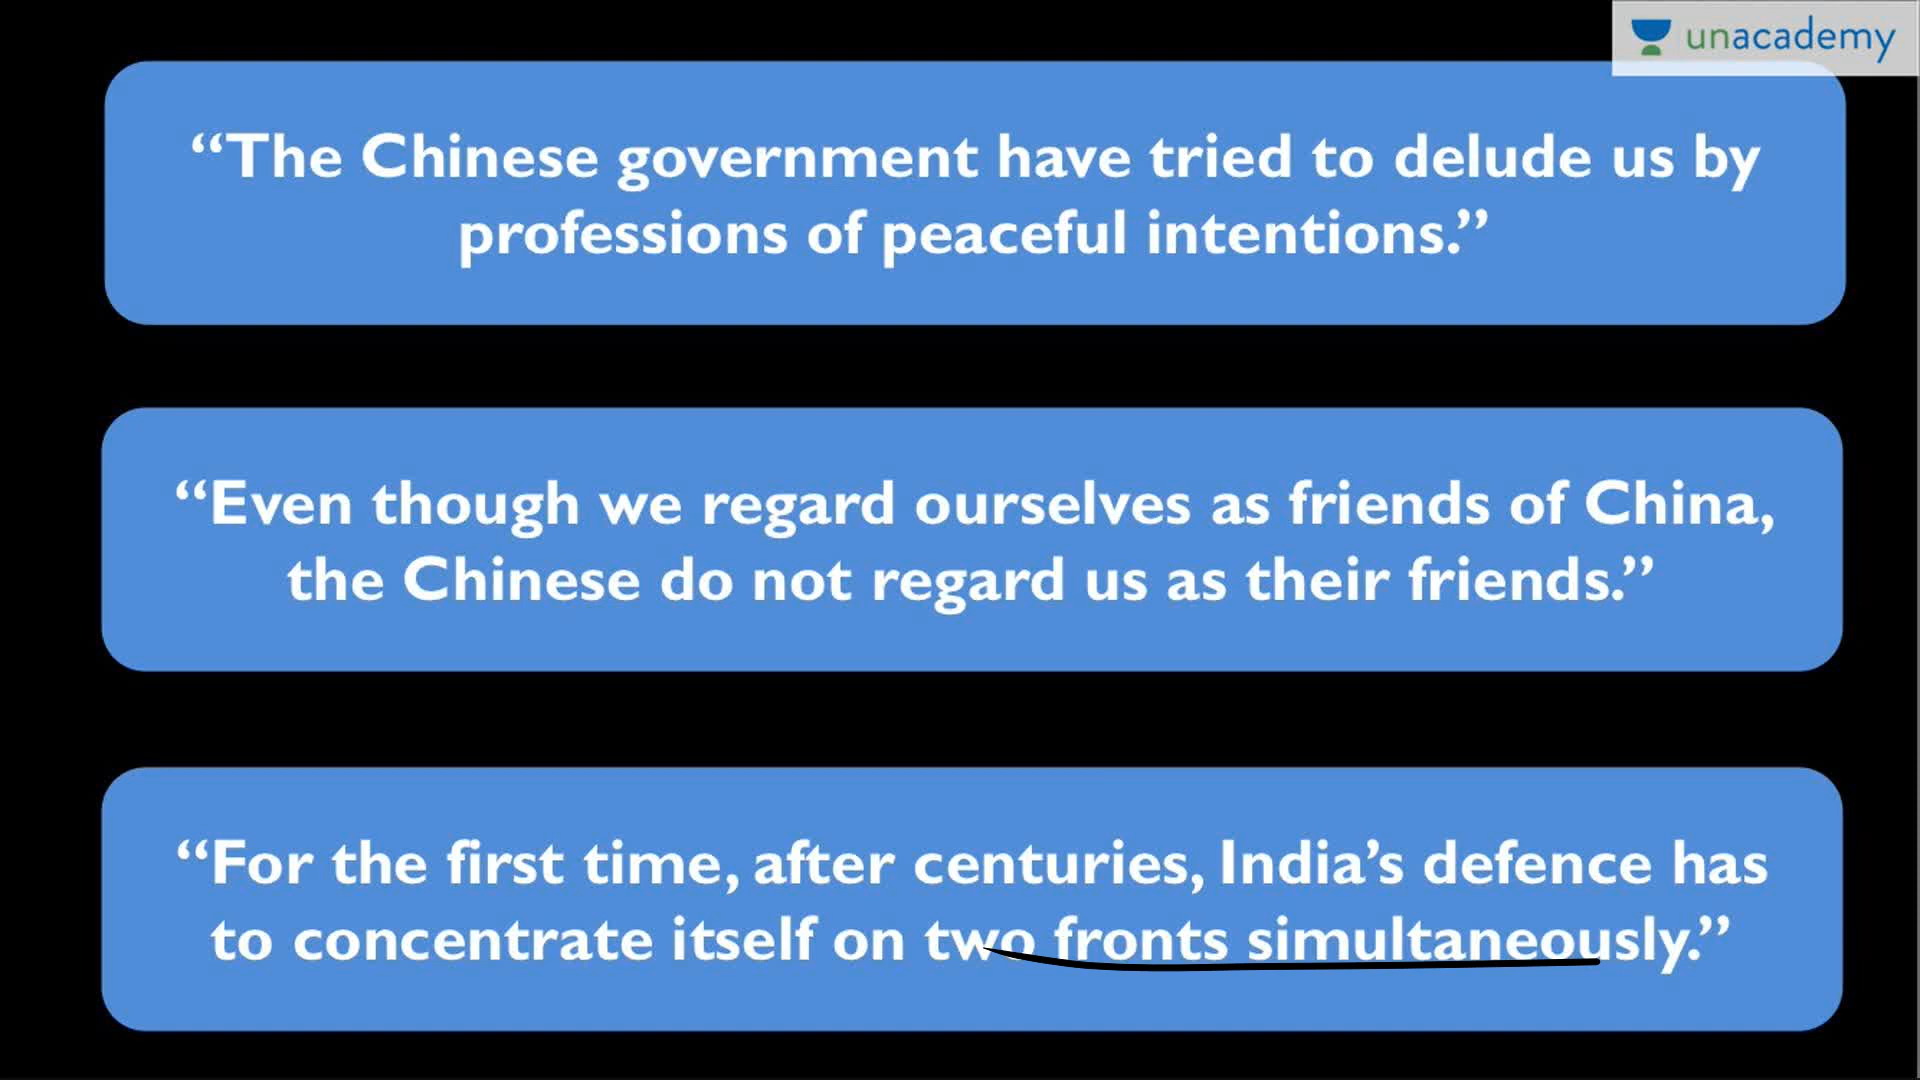 unacademy
“The Chinese government have tried to delude us by
professions of peaceful intentions.”
“Even though we regard ourselves as friends of China,
the Chinese do not regard us as their friends.”
“For the first time, after centuries, India’s defence has
to concentrate itself on two fronts simultaneously.”